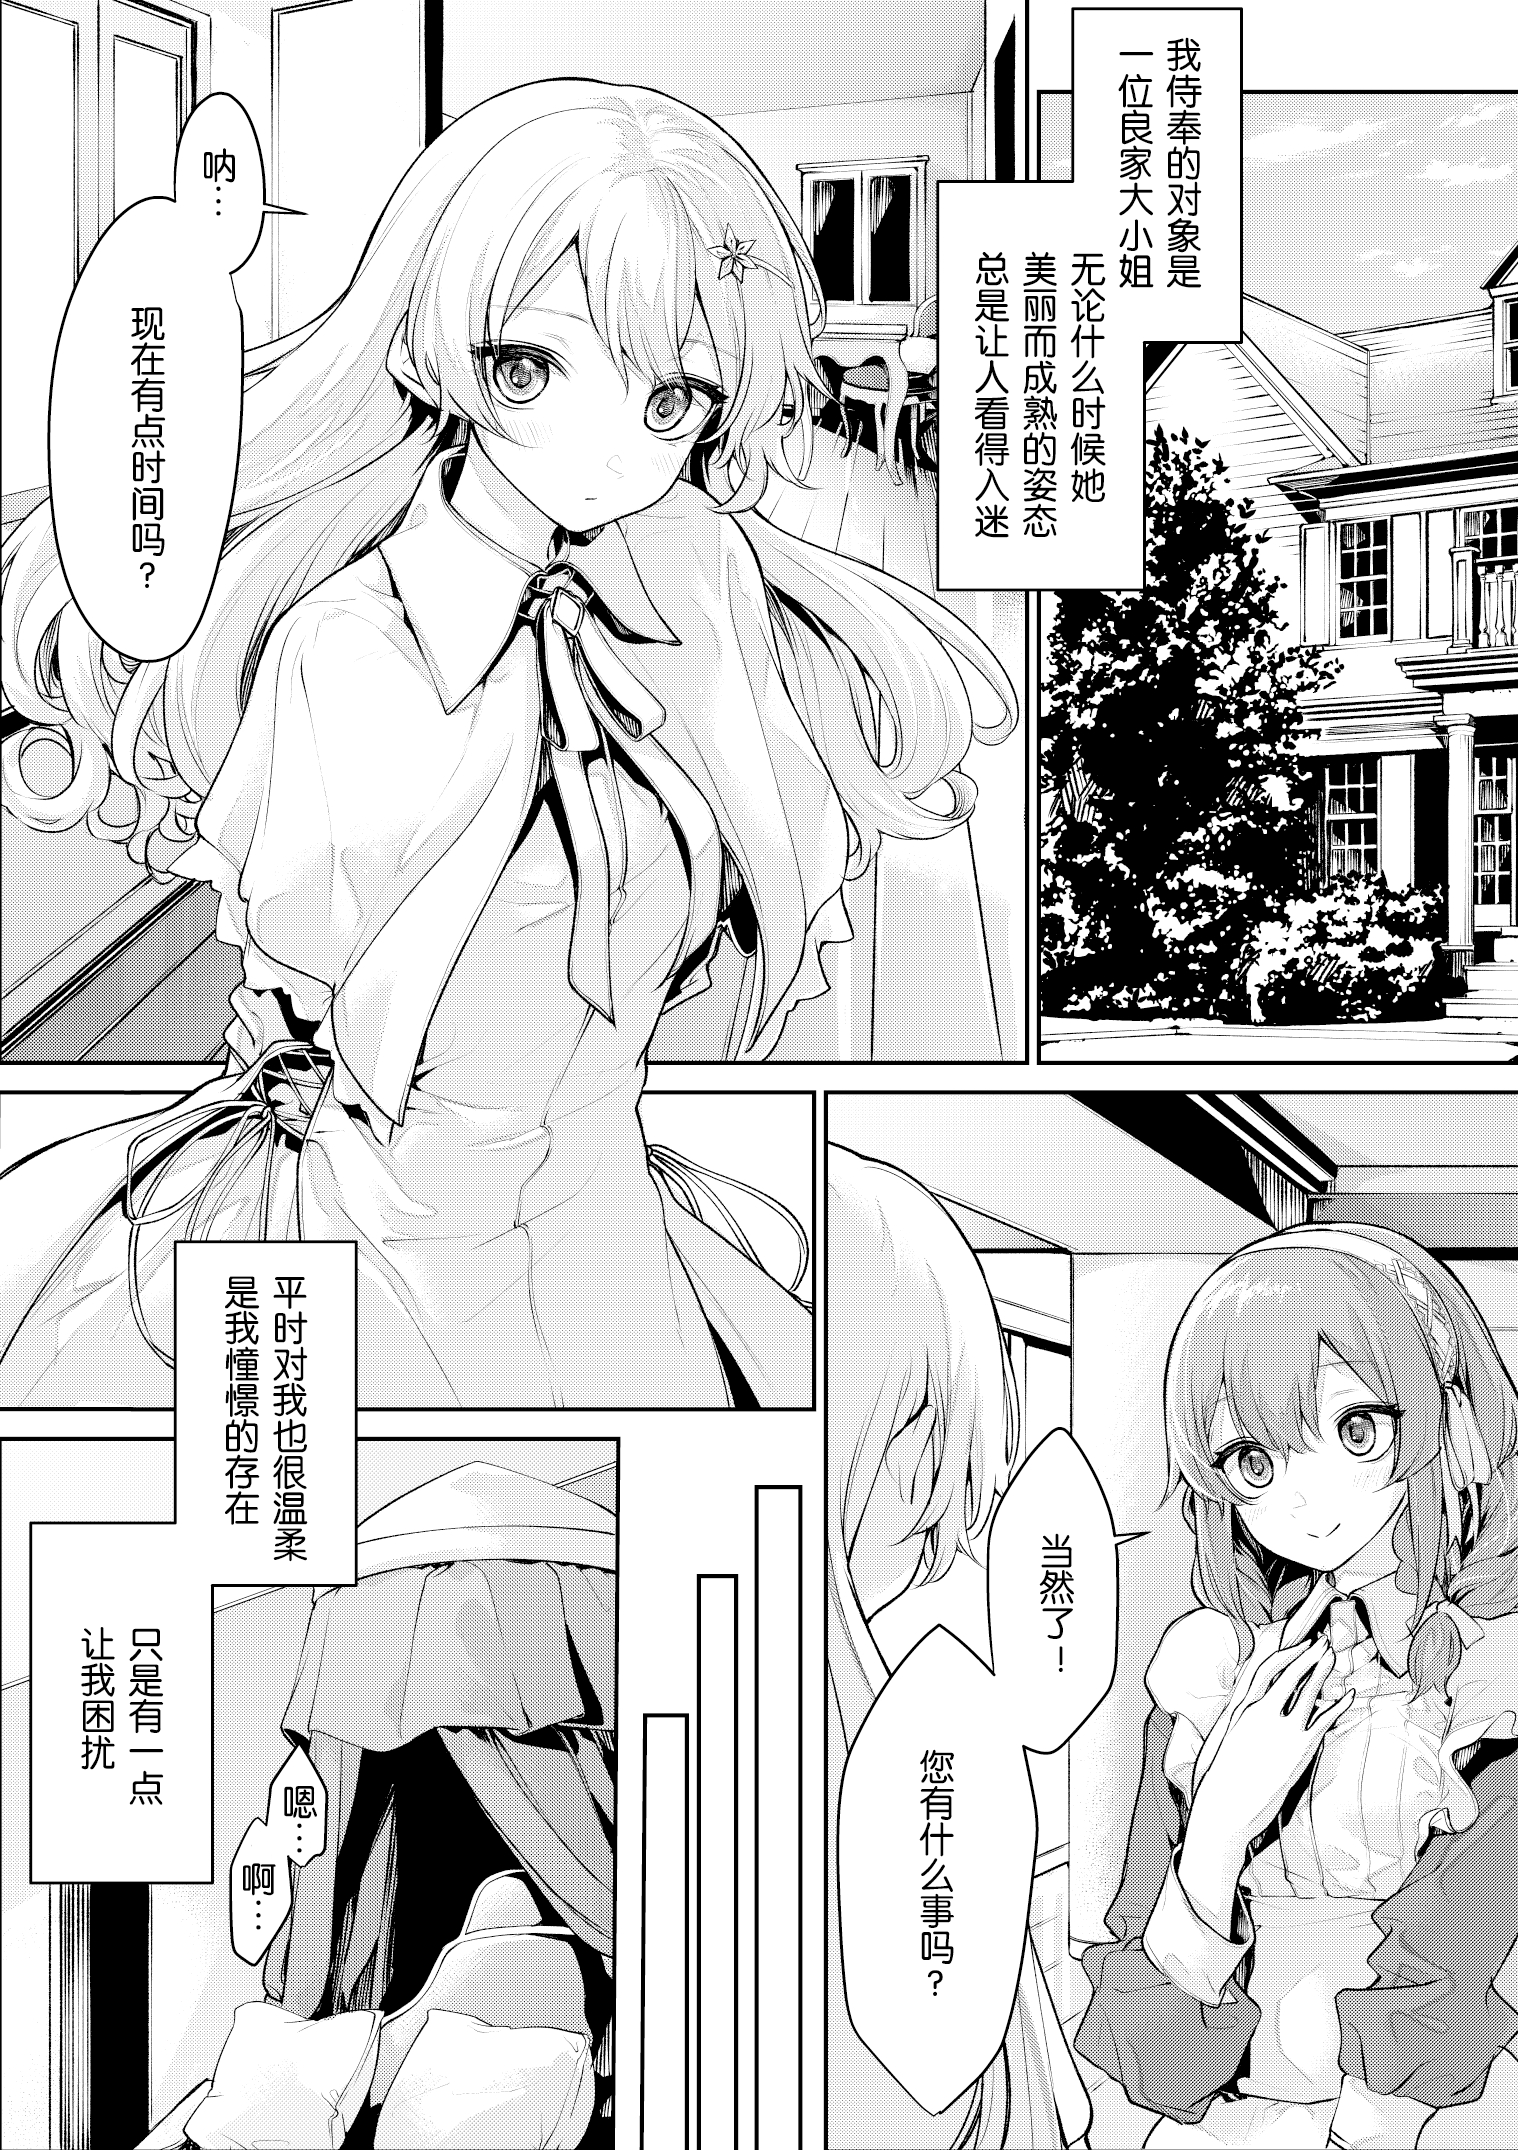 我侍奉的对象是
一位良家大小姐
无论什么时候她
美丽而成熟的姿态
总是让人看得入迷
呐…
现在有点时间吗？
当然了！
您有什么事吗？
平时对我也很温柔
是我憧憬的存在
只是有一点
让我困扰
嗯…
啊…